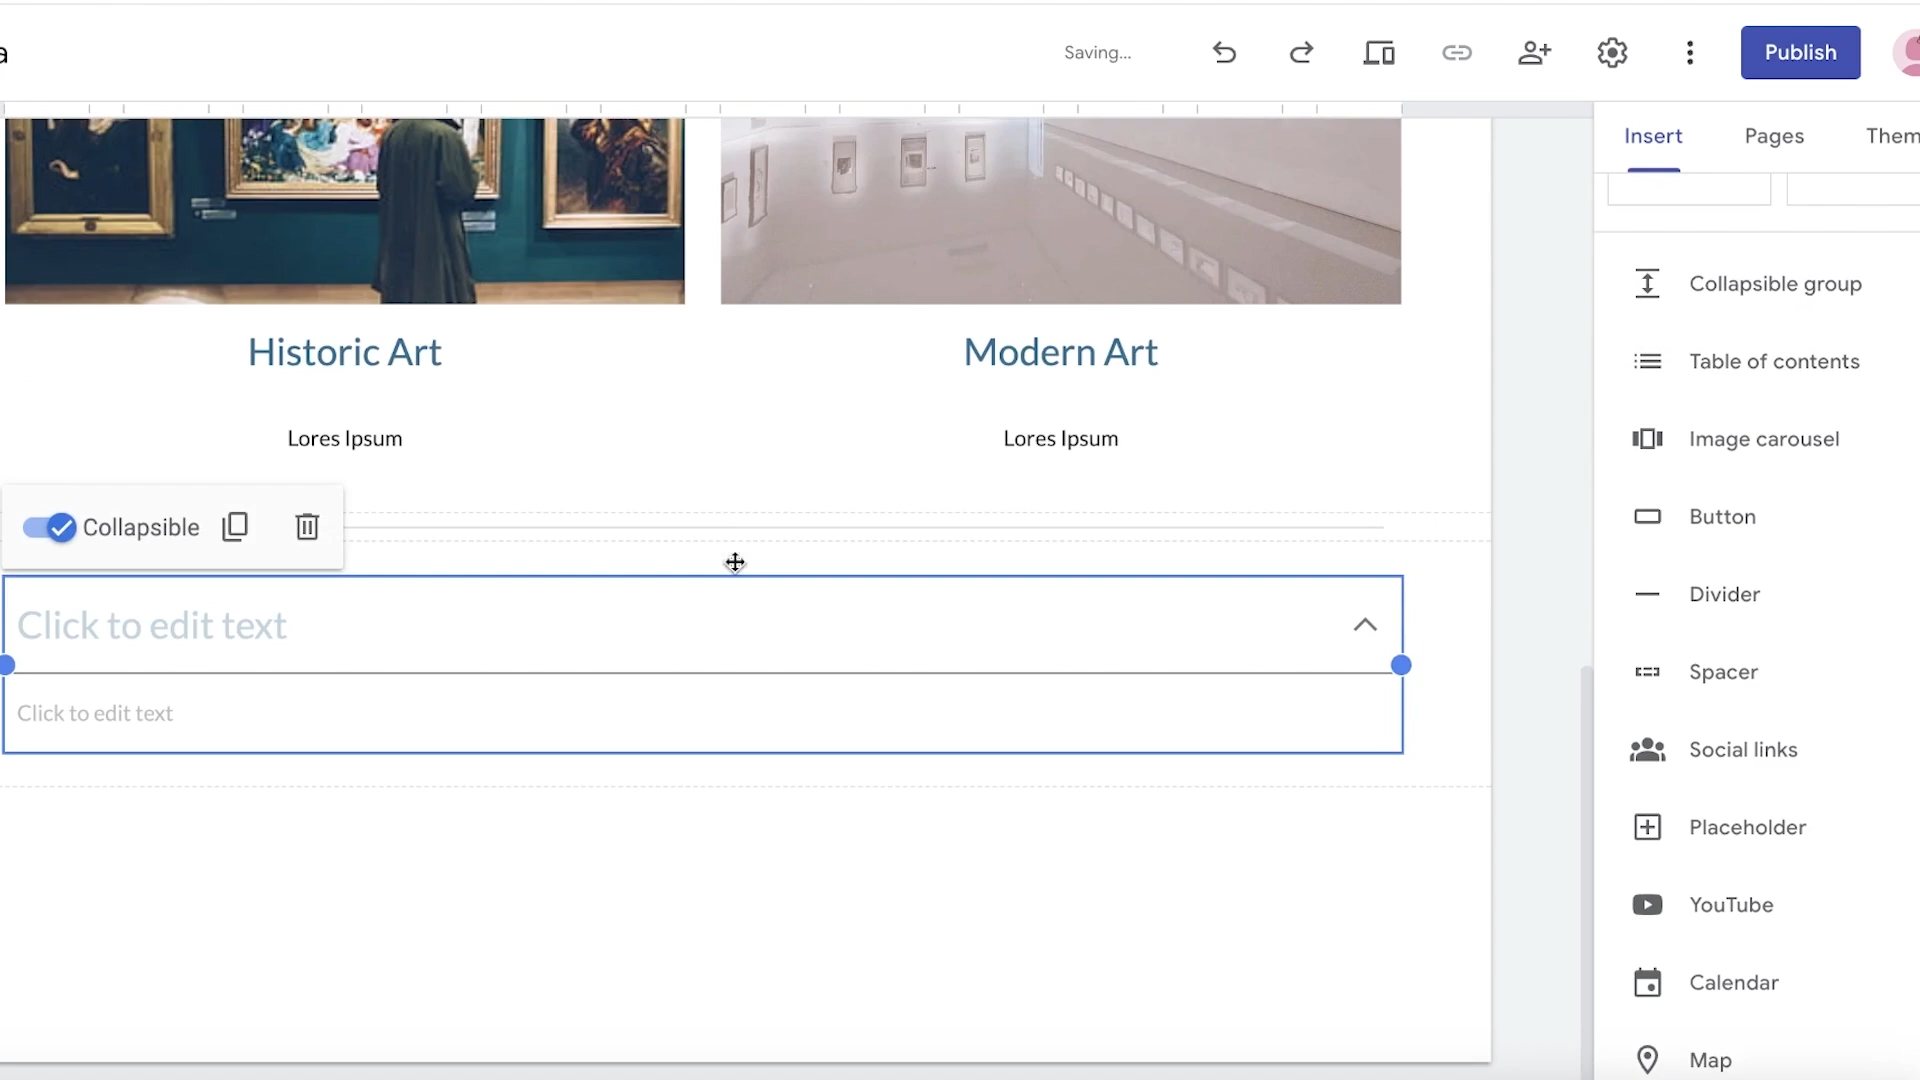 a
Saving...
Publish
Insert
Pages
Them
Historic Art
Modern Art
Lores Ipsum
Lores Ipsum
Collapsible
Click to edit text
Click to edit text
Collapsible group
Table of contents
Image carousel
Button
Divider
Spacer
Social links
Placeholder
YouTube
Calendar
Map